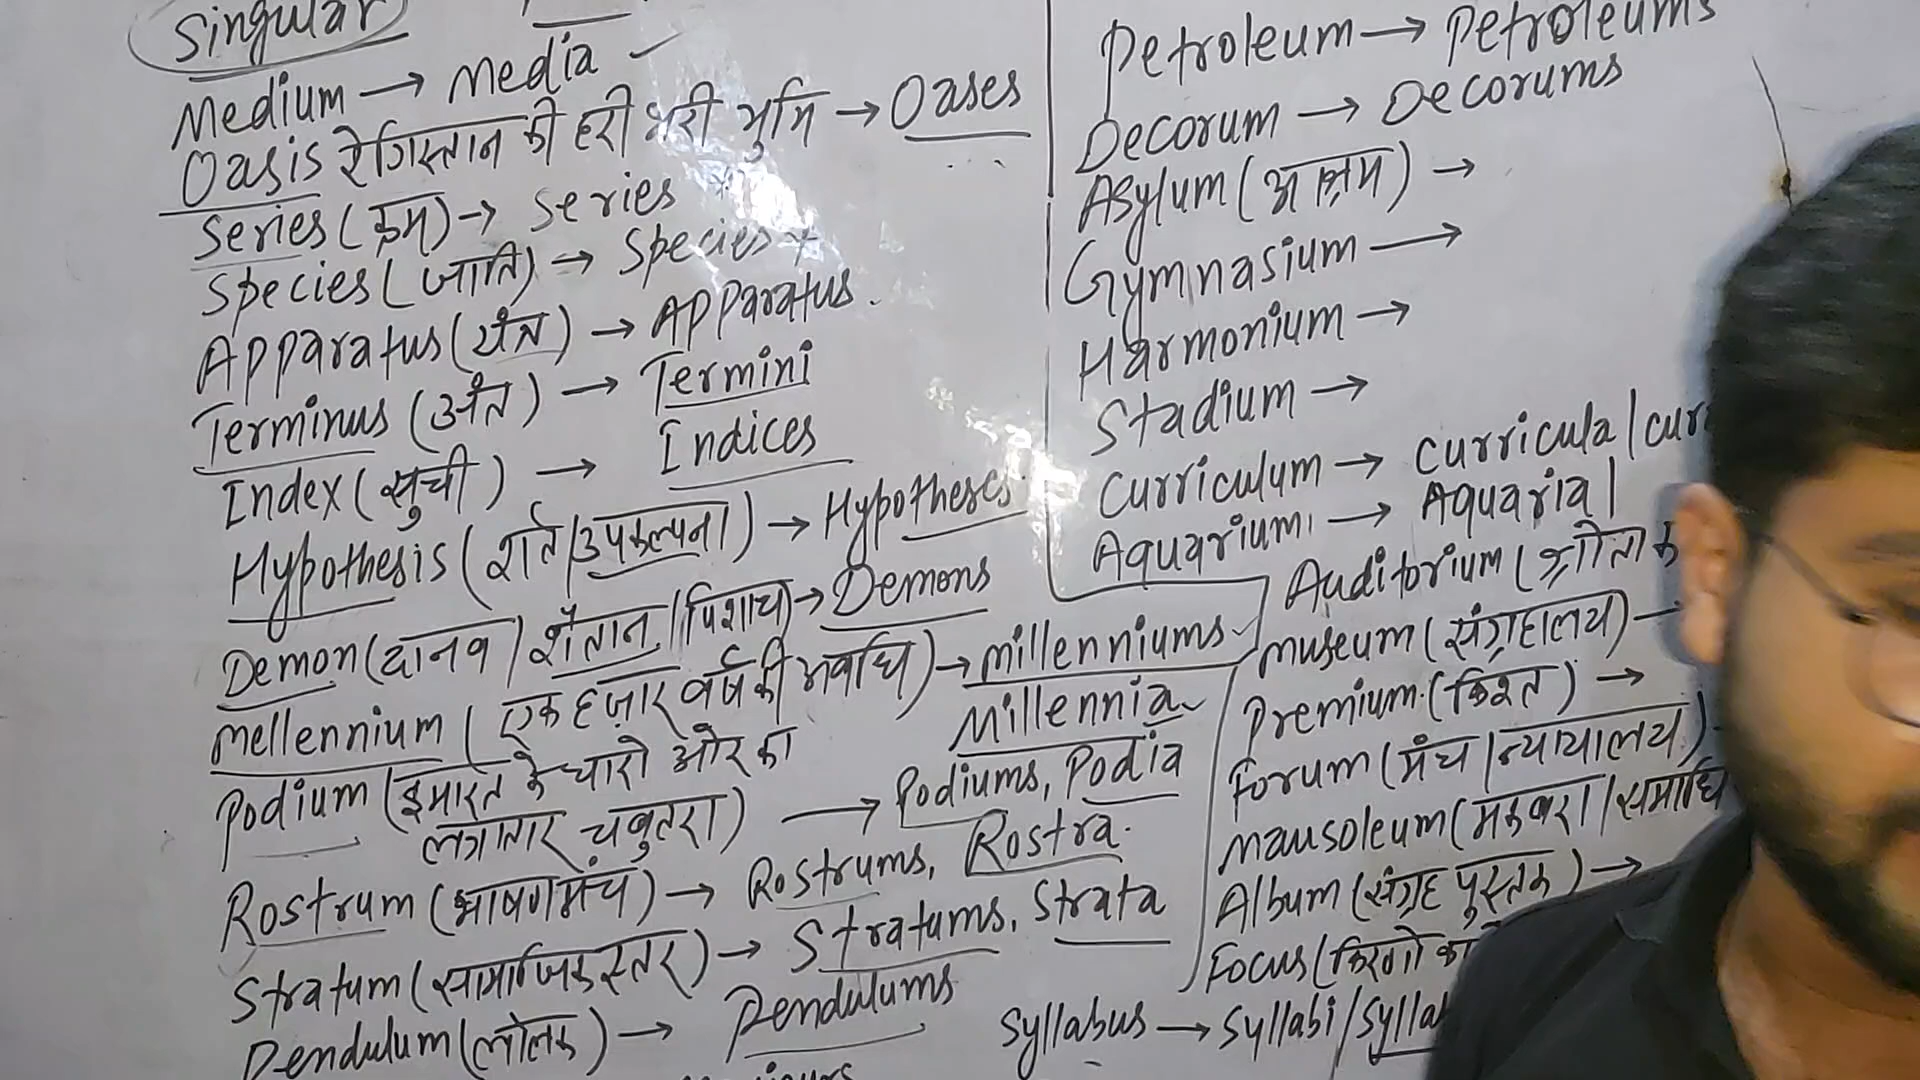 Singular
Medium → Media
Oasis रेगिस्तान की हरी भरी भुमि → Oases
Series (क्रम) → Series
Species (जाति) → Species
Apparatus (यंत्र) → Apparatus.
Terminus (अंत) → Termini
Index (सुची) → Indices
Hypothesis (शर्त / उपकल्पना) → Hypotheses
Demon (दानव / शैतान / पिशाच) → Demons
Mellennium (एक हज़ार वर्ष की अवधि) → Millenniums
Millennia
Podium (इमारत के चारो ओर का
लगातार चबुतरा) → Podiums, Podia
Rostrum (भाषण मंच) → Rostrums, Rostra.
Stratum (सामाजिक स्तर) → Stratums, Strata
Pendulum (लोलक) → Pendulums
Petroleum → Petroleums
Decorum → Decorums
Asylum (आश्रम) →
Gymnasium →
Harmonium →
Stadium →
Curriculum → Curricula /
Aquarium → Aquaria /
Auditorium (
Museum (संग्रहालय) →
Premium (किश्त) →
Forum (मंच / न्यायालय)
Mausoleum (मकबरा / समाधि
Album (संग्रह पुस्तक) →
Focus (किरणो का
Syllabus → Syllabi /